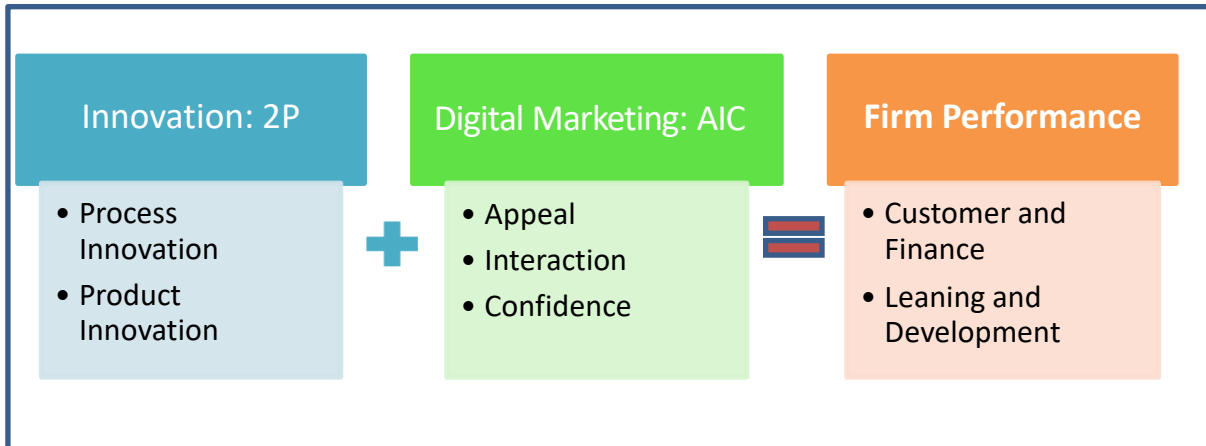 Innovation: 2P
• Process
Innovation
• Product
Innovation
Digital Marketing: AIC
• Appeal
• Interaction
• Confidence
Firm Performance
• Customer and
Finance
• Leaning and
Development